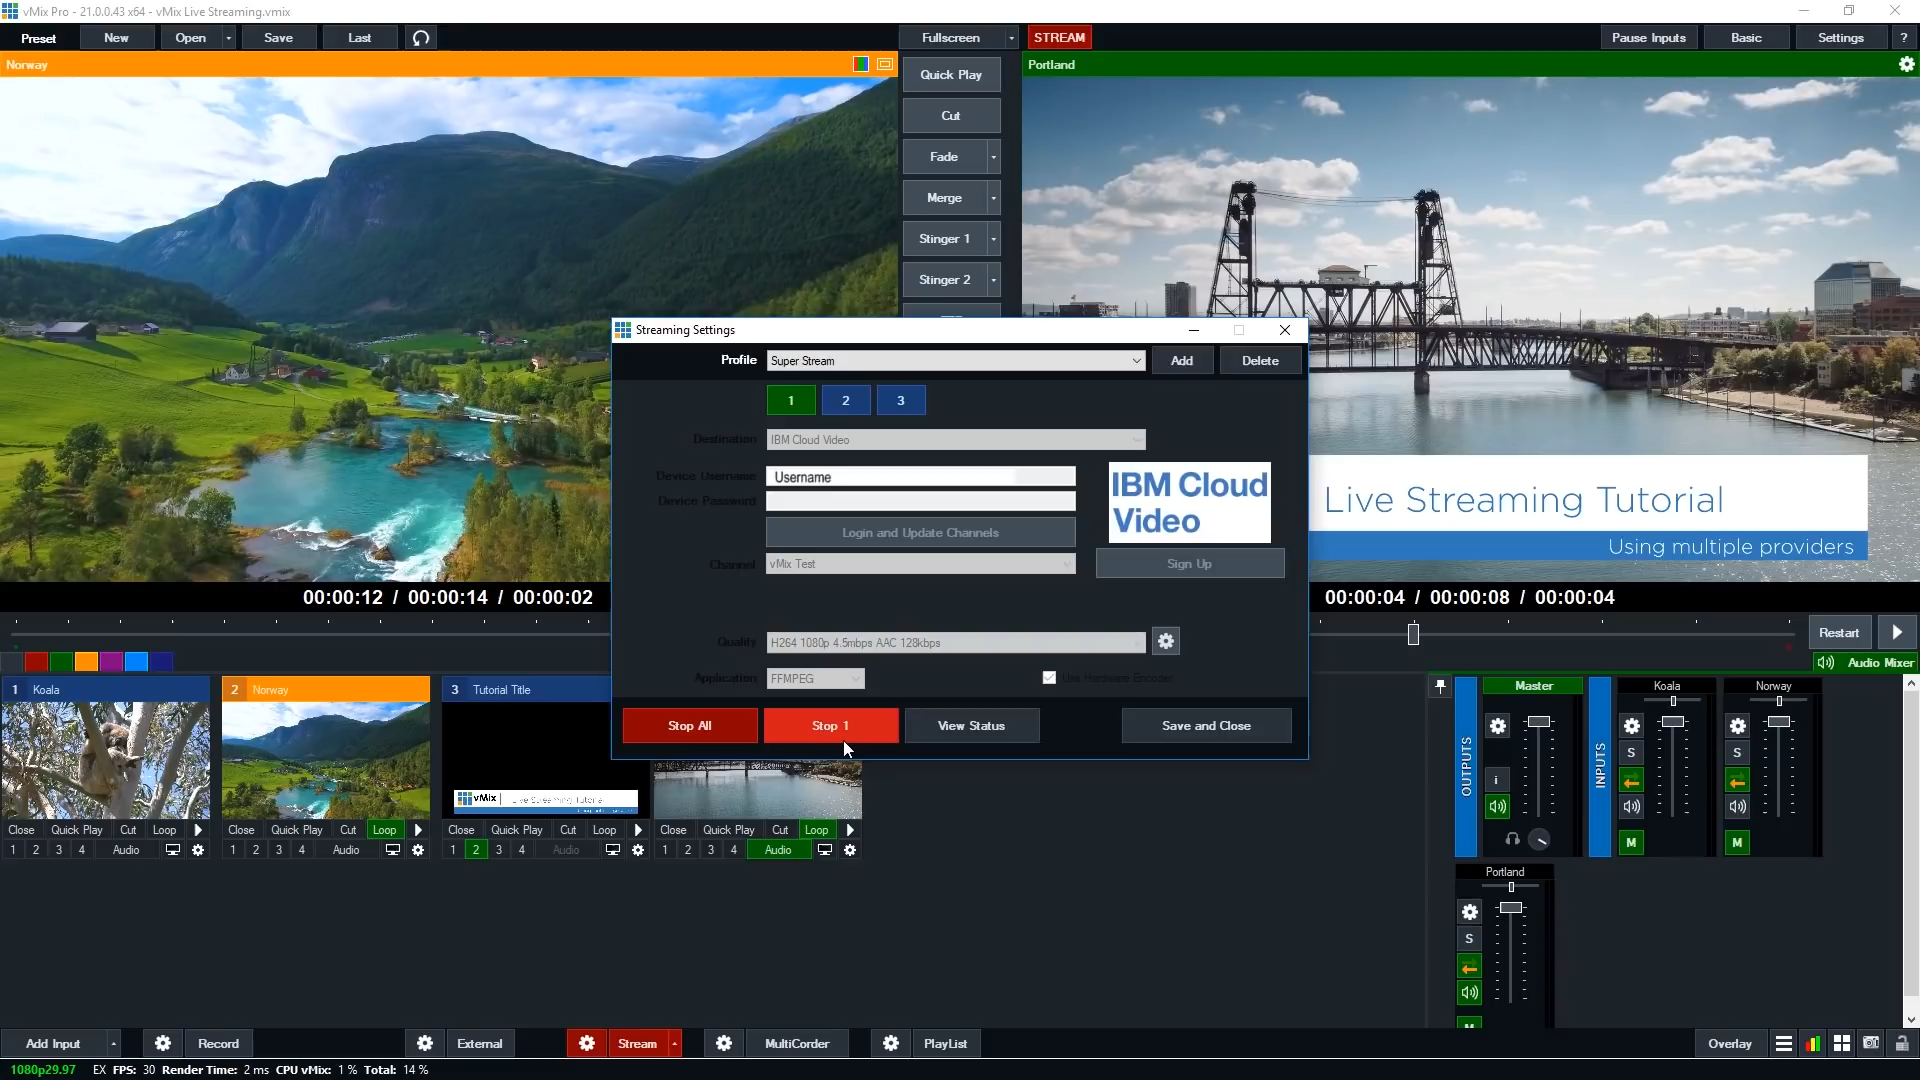 vMix Pro - 21.0.0.43 x64 - vMix Live Streaming.vmix
Preset New Open Save Last Fullscreen STREAM Pause Inputs Basic Settings ?
Norway
Portland
Quick Play
Cut
Fade
Merge
Stinger 1
Stinger 2
Live Streaming Tutorial
Using multiple providers
Streaming Settings
Profile Super Stream Add Delete
1 2 3
Destination IBM Cloud Video
Device Username Username
Device Password
IBM Cloud
Video
Login and Update Channels
Channel vMix Test Sign Up
Quality H264 1080p 4.5mbps AAC 128kbps
Application FFMPEG Use Hardware Encoder
Stop All Stop 1 View Status Save and Close
00:00:12 / 00:00:14 / 00:00:02
00:00:04 / 00:00:08 / 00:00:04
Restart
Audio Mixer
1 Koala
2 Norway
3 Tutorial Title
vMix Live Streaming Tutorial
Close Quick Play Cut Loop
1 2 3 4 Audio
Close Quick Play Cut Loop
1 2 3 4 Audio
Close Quick Play Cut Loop
1 2 3 4 Audio
Close Quick Play Cut Loop
1 2 3 4 Audio
OUTPUTS
Master
i
INPUTS
Koala
S
M
Norway
S
M
Portland
S
M
Add Input Record External Stream MultiCorder PlayList Overlay
1080p29.97 EX FPS: 30 Render Time: 2 ms CPU vMix: 1 % Total: 14 %